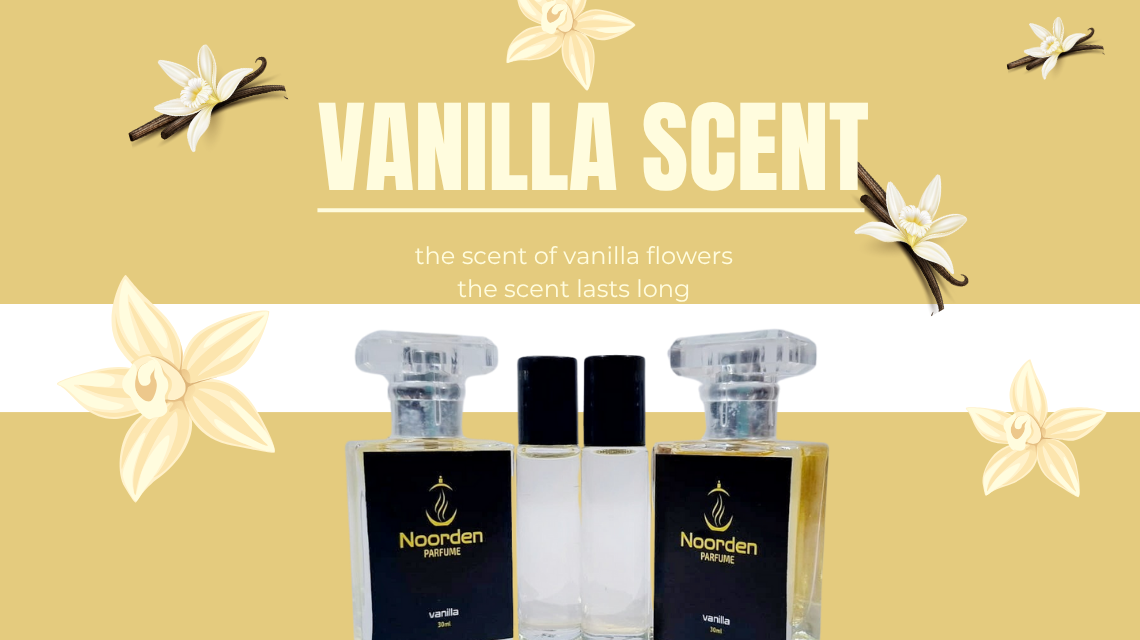 VANILLA SCENT
the scent of vanilla flowers
the scent lasts long
Noorden
PARFUME
vanilla
30ml
Noorden
PARFUME
vanilla
30ml